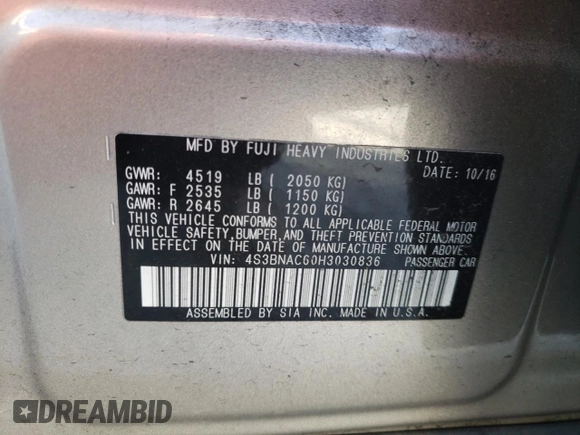 MFD BY FUJI HEAVY INDUSTRIES LTD.
GVWR: 4519 LB ( 2050 KG) DATE: 10/16
GAWR: F 2535 LB ( 1150 KG)
GAWR: R 2645 LB ( 1200 KG)
THIS VEHICLE CONFORMS TO ALL APPLICABLE FEDERAL MOTOR
VEHICLE SAFETY, BUMPER, AND THEFT PREVENTION STANDARDS
IN EFFECT ON THE DATE OF MANUFACTURE SHOWN ABOVE.
VIN: 4S3BNAC60H3030836 PASSENGER CAR
ASSEMBLED BY SIA INC. MADE IN U.S.A.
DREAMBID